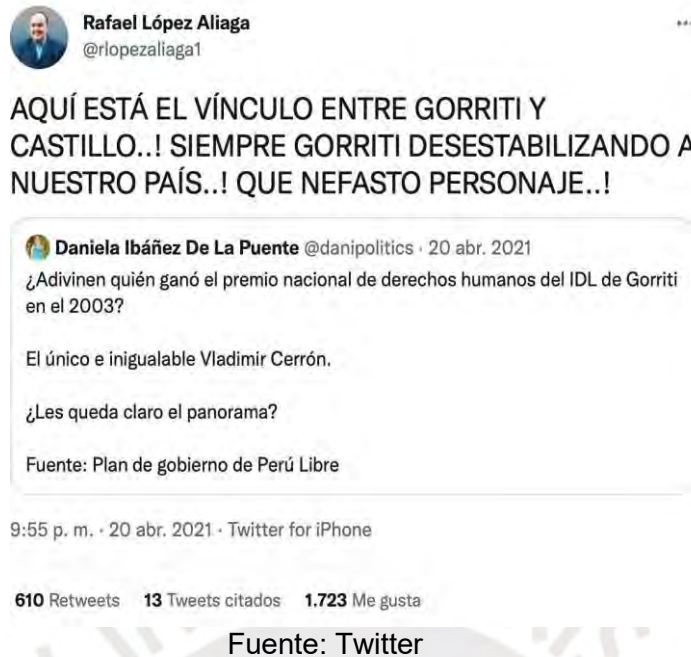 Rafael López Aliaga
@rlopezaliaga1
AQUÍ ESTÁ EL VÍNCULO ENTRE GORRITI Y
CASTILLO..! SIEMPRE GORRITI DESESTABILIZANDO A
NUESTRO PAÍS..! QUE NEFASTO PERSONAJE..!
Daniela Ibáñez De La Puente @danipolitics · 20 abr. 2021
¿Adivinen quién ganó el premio nacional de derechos humanos del IDL de Gorriti
en el 2003?
El único e inigualable Vladimir Cerrón.
¿Les queda claro el panorama?
Fuente: Plan de gobierno de Perú Libre
9:55 p. m. · 20 abr. 2021 · Twitter for iPhone
610 Retweets 13 Tweets citados 1.723 Me gusta
Fuente: Twitter